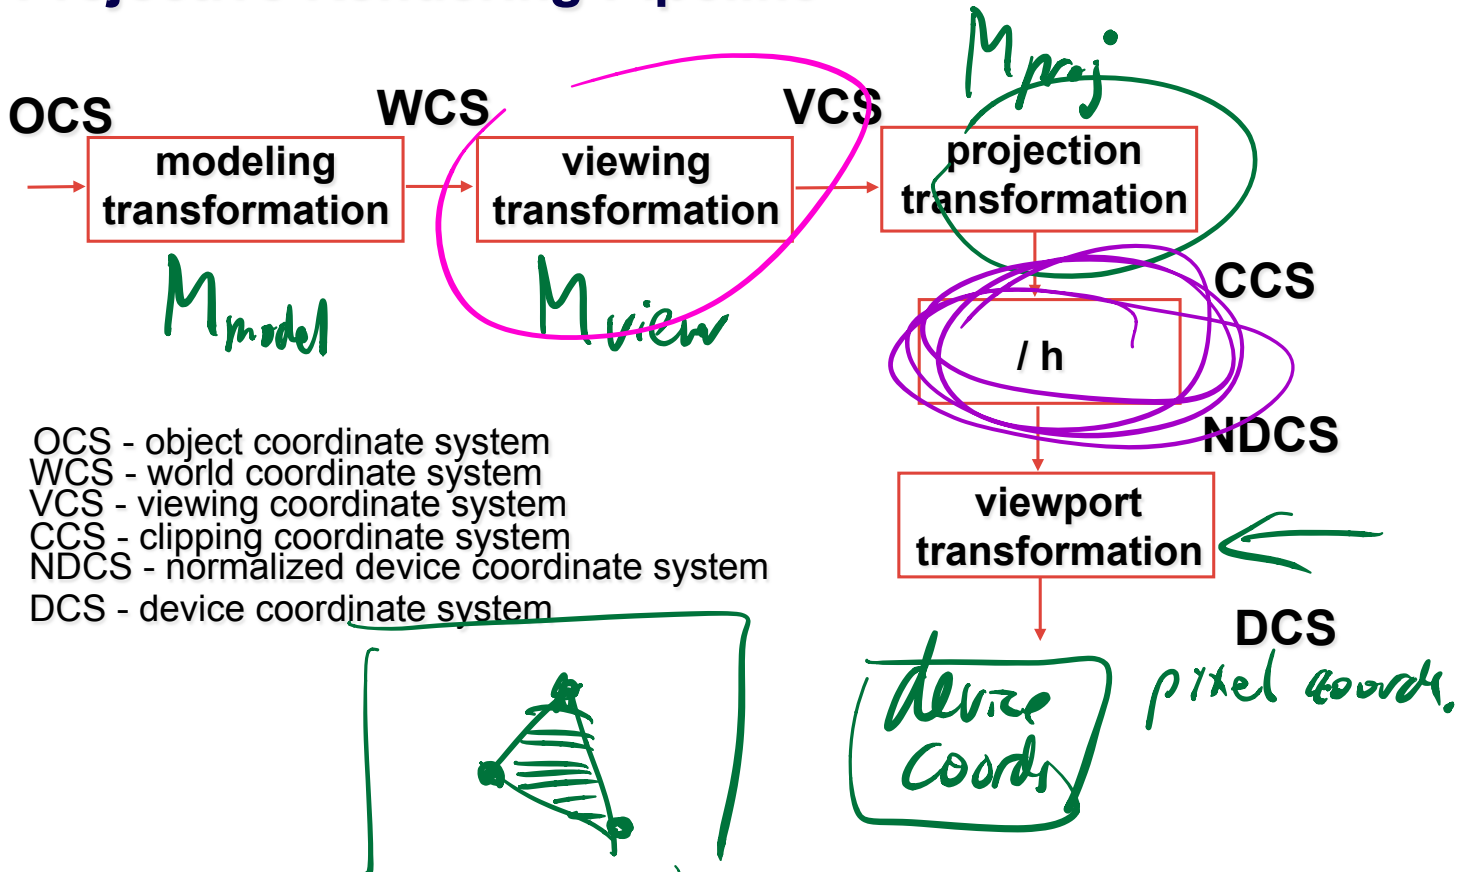 Mproj
OCS
WCS
VCS
modeling
transformation
viewing
transformation
projection
transformation
Mmodel
Mview
CCS
/ h
NDCS
OCS - object coordinate system
WCS - world coordinate system
VCS - viewing coordinate system
CCS - clipping coordinate system
NDCS - normalized device coordinate system
DCS - device coordinate system
viewport
transformation
DCS
device
coords
pixel coords.